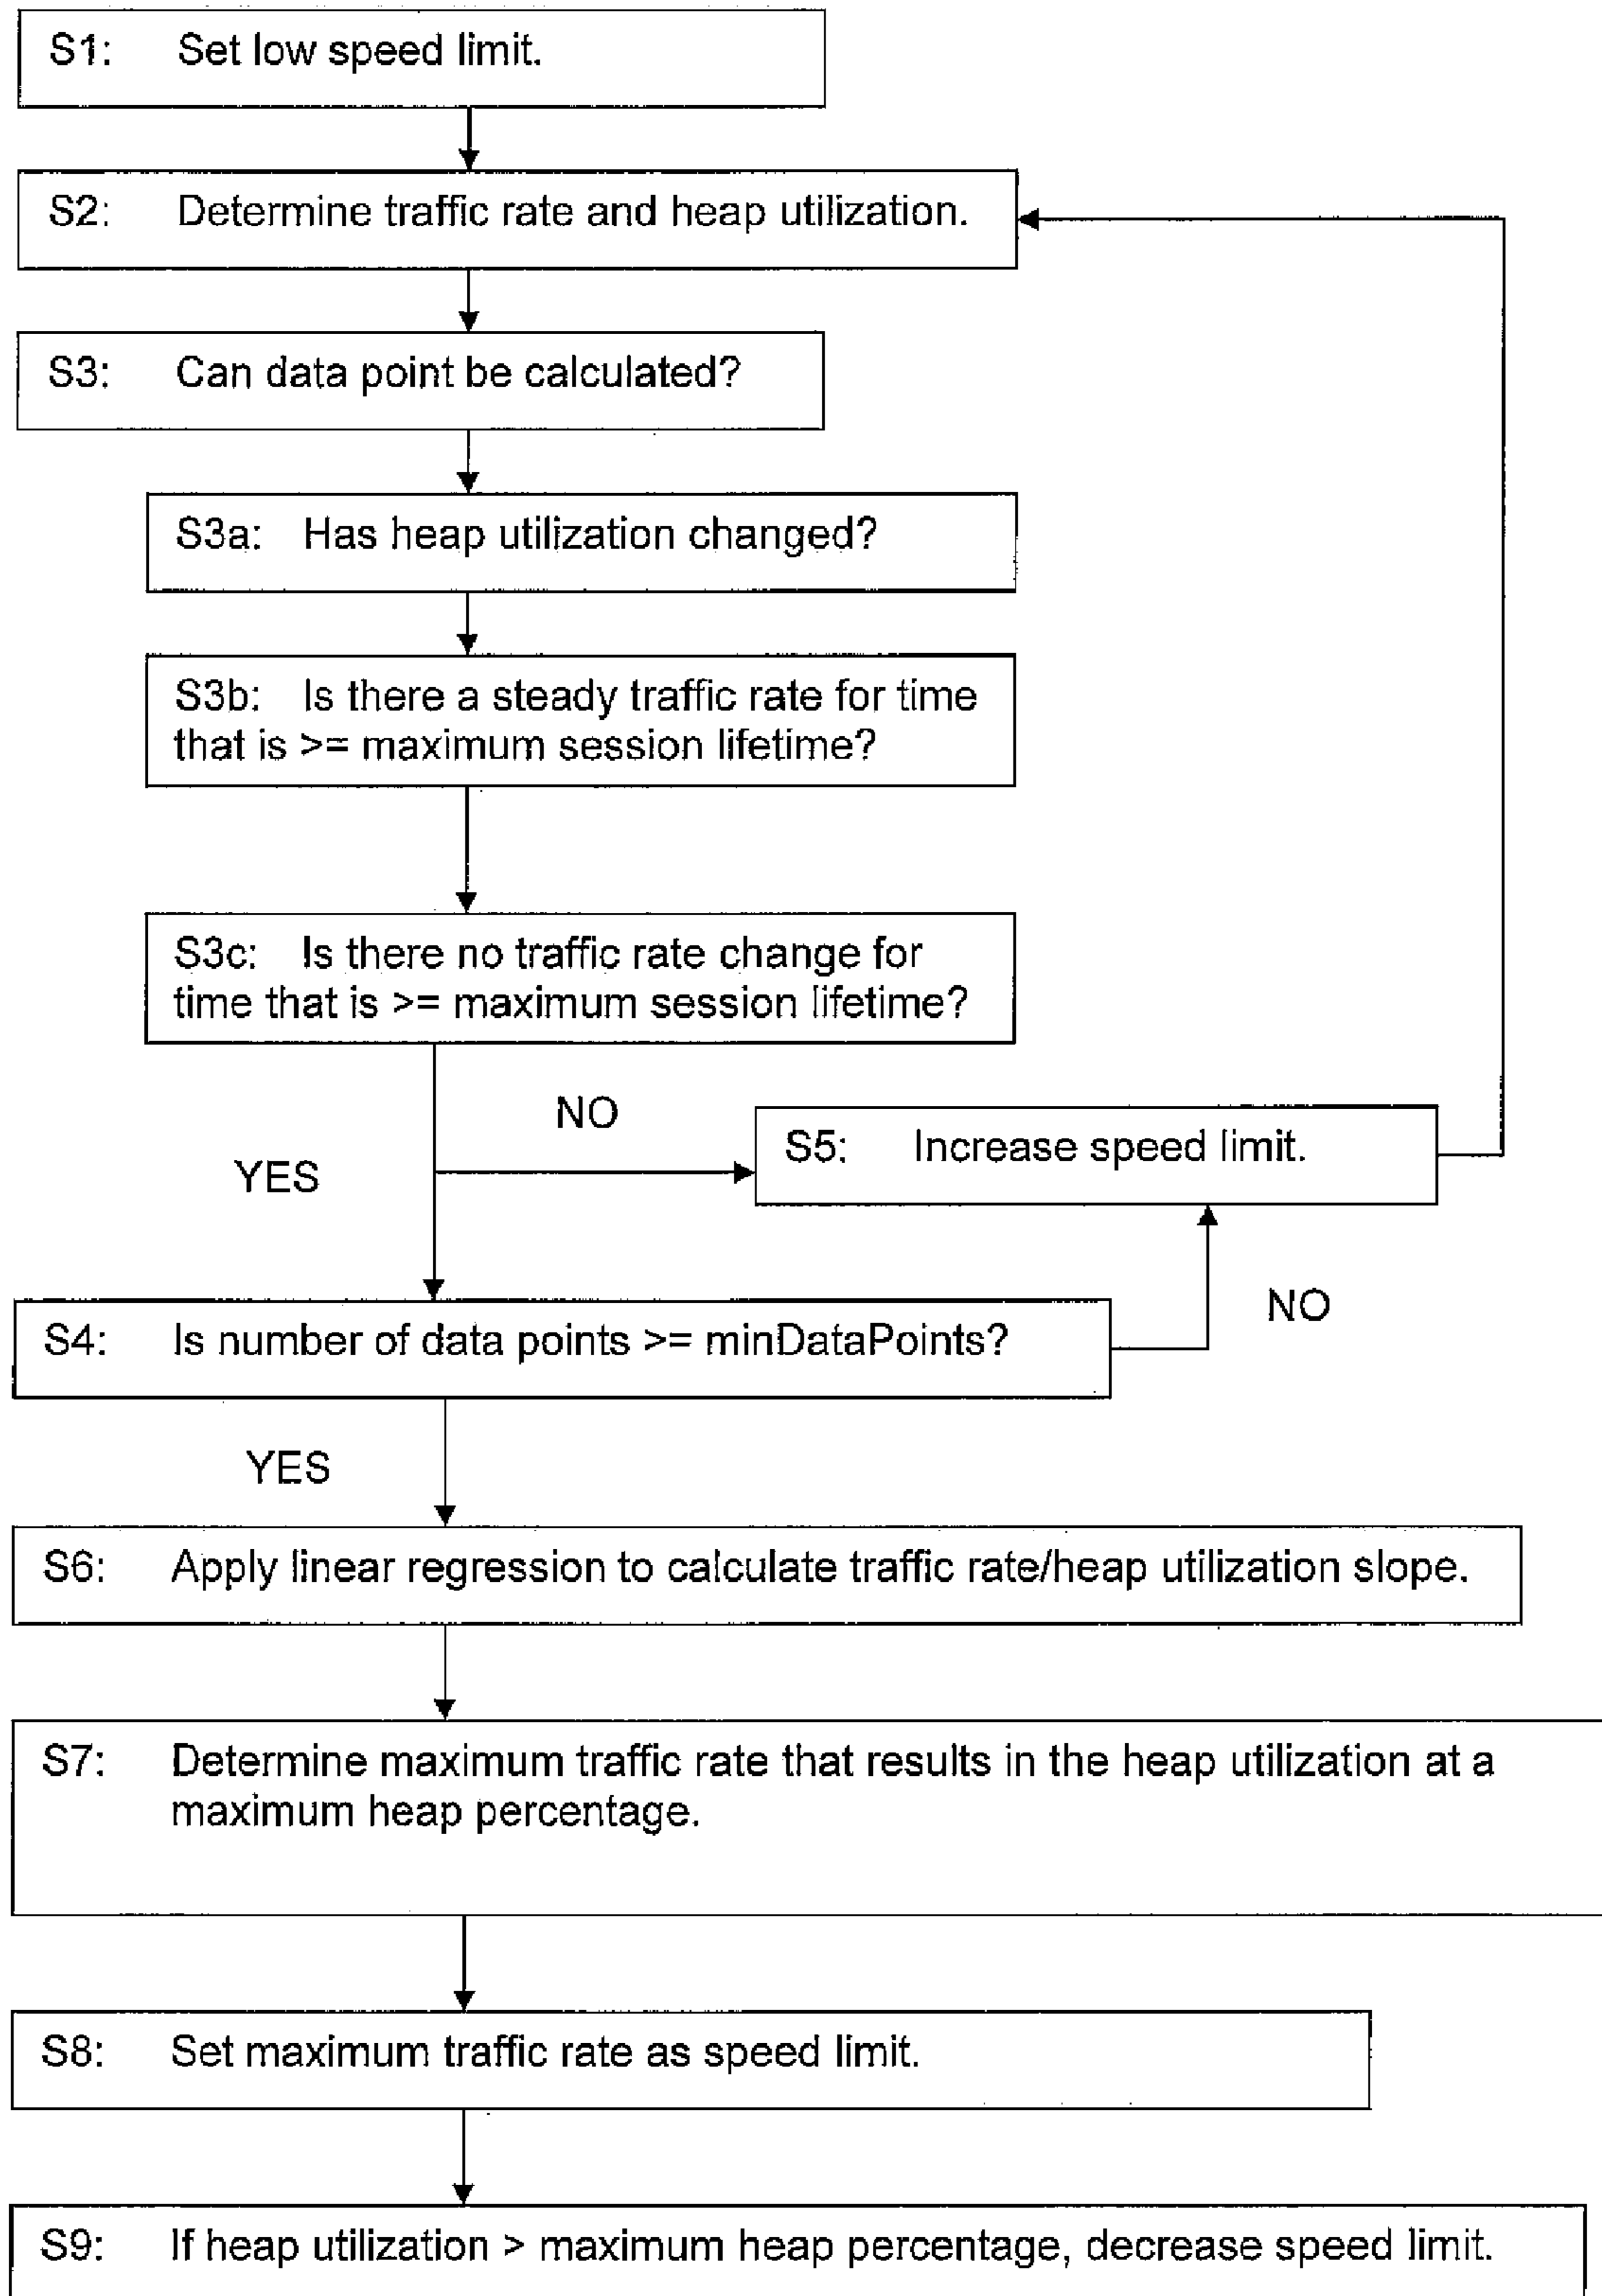 S1: Set low speed limit.
S2: Determine traffic rate and heap utilization.
S3: Can data point be calculated?
S3a: Has heap utilization changed?
S3b: Is there a steady traffic rate for time
that is >= maximum session lifetime?
S3c: Is there no traffic rate change for
time that is >= maximum session lifetime?
NO
S5: Increase speed limit.
YES
NO
S4: Is number of data points >= minDataPoints?
YES
S6: Apply linear regression to calculate traffic rate/heap utilization slope.
S7: Determine maximum traffic rate that results in the heap utilization at a
maximum heap percentage.
S8: Set maximum traffic rate as speed limit.
S9: If heap utilization > maximum heap percentage, decrease speed limit.